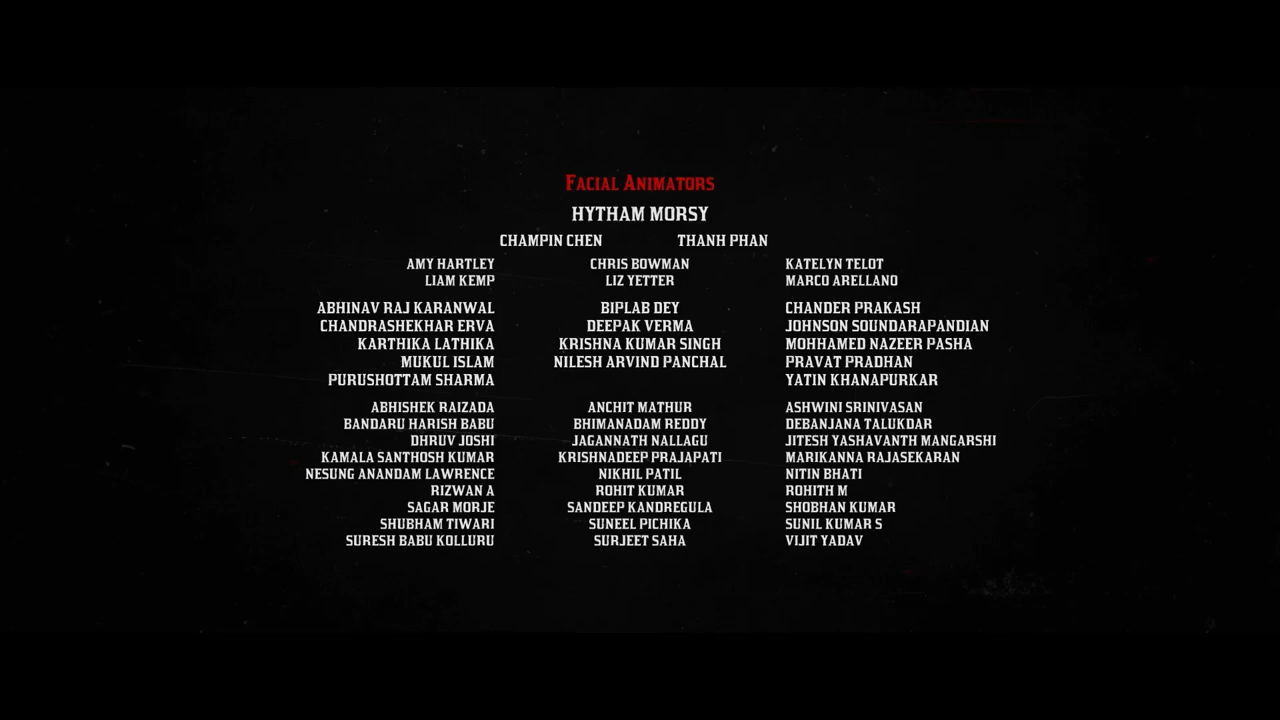 Facial Animators
HYTHAM MORSY
CHAMPIN CHEN THANH PHAN
AMY HARTLEY CHRIS BOWMAN KATELYN TELOT
LIAM KEMP LIZ YETTER MARCO ARELLANO
ABHINAV RAJ KARANWAL BIPLAB DEY CHANDER PRAKASH
CHANDRASHEKHAR ERVA DEEPAK VERMA JOHNSON SOUNDARAPANDIAN
KARTHIKA LATHIKA KRISHNA KUMAR SINGH MOHHAMED NAZEER PASHA
MUKUL ISLAM NILESH ARVIND PANCHAL PRAVAT PRADHAN
PURUSHOTTAM SHARMA YATIN KHANAPURKAR
ABHISHEK RAIZADA ANCHIT MATHUR ASHWINI SRINIVASAN
BANDARU HARISH BABU BHIMANADAM REDDY DEBANJANA TALUKDAR
DHRUV JOSHI JAGANNATH NALLAGU JITESH YASHAVANTH MANGARSHI
KAMALA SANTHOSH KUMAR KRISHNADEEP PRAJAPATI MARIKANNA RAJASEKARAN
NESUNG ANANDAM LAWRENCE NIKHIL PATIL NITIN BHATI
RIZWAN A ROHIT KUMAR ROHITH M
SAGAR MORJE SANDEEP KANDREGULA SHOBHAN KUMAR
SHUBHAM TIWARI SUNEEL PICHIKA SUNIL KUMAR S
SURESH BABU KOLLURU SURJEET SAHA VIJIT YADAV